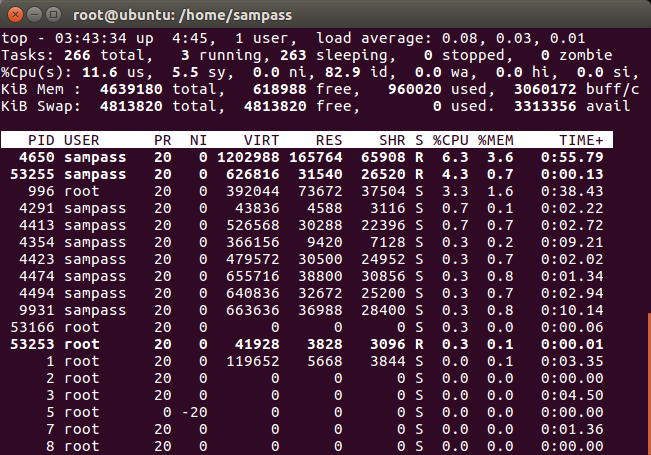 root@ubuntu: /home/sampass
top - 03:43:34 up  4:45,  1 user,  load average: 0.08, 0.03, 0.01
Tasks: 266 total,   3 running, 263 sleeping,   0 stopped,   0 zombie
%Cpu(s): 11.6 us,  5.5 sy,  0.0 ni, 82.9 id,  0.0 wa,  0.0 hi,  0.0 si,
KiB Mem :  4639180 total,   618988 free,   960020 used,  3060172 buff/c
KiB Swap:  4813820 total,  4813820 free,        0 used.  3313356 avail
PID USER      PR  NI    VIRT    RES    SHR S %CPU %MEM     TIME+
4650 sampass   20   0 1202988 165764  65908 R  6.3  3.6   0:55.79
53255 sampass   20   0  626816  31540  26520 R  4.3  0.7   0:00.13
996 root      20   0  392044  73672  37504 S  3.3  1.6   0:38.43
4291 sampass   20   0   43836   4588   3116 S  0.7  0.1   0:02.22
4413 sampass   20   0  526568  30288  22396 S  0.7  0.7   0:02.72
4354 sampass   20   0  366156   9420   7128 S  0.3  0.2   0:09.21
4423 sampass   20   0  479572  30500  24952 S  0.3  0.7   0:02.02
4474 sampass   20   0  655716  38800  30856 S  0.3  0.8   0:01.34
4494 sampass   20   0  640836  32672  25200 S  0.3  0.7   0:02.94
9931 sampass   20   0  663636  36988  28400 S  0.3  0.8   0:10.14
53166 root      20   0       0      0      0 S  0.3  0.0   0:00.06
53253 root      20   0   41928   3828   3096 R  0.3  0.1   0:00.01
1 root      20   0  119652   5668   3844 S  0.0  0.1   0:03.35
2 root      20   0       0      0      0 S  0.0  0.0   0:00.00
3 root      20   0       0      0      0 S  0.0  0.0   0:04.50
5 root       0 -20       0      0      0 S  0.0  0.0   0:00.00
7 root      20   0       0      0      0 S  0.0  0.0   0:01.36
8 root      20   0       0      0      0 S  0.0  0.0   0:00.00